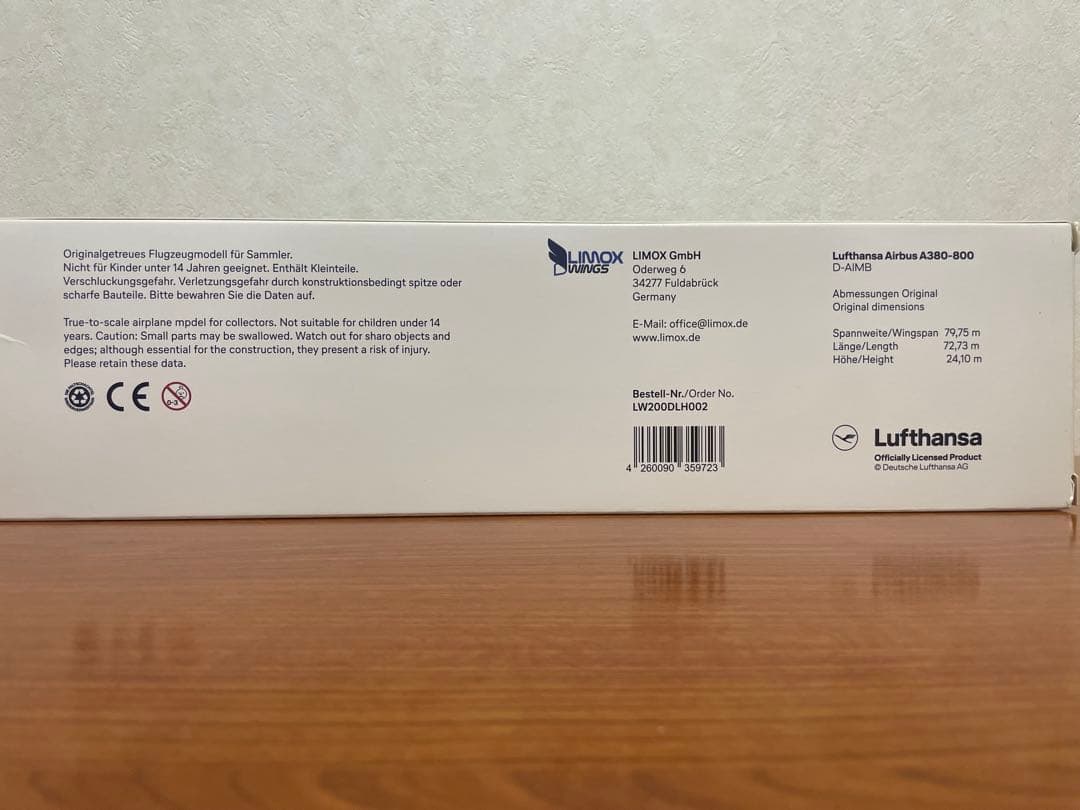 Originalgetreues Flugzeugmodell für Sammler.
Nicht für Kinder unter 14 Jahren geeignet. Enthält Kleinteile.
Verschluckungsgefahr. Verletzungsgefahr durch konstruktionsbedingt spitze oder
scharfe Bauteile. Bitte bewahren Sie die Daten auf.
True-to-scale airplane mpdel for collectors. Not suitable for children under 14
years. Caution: Small parts may be swallowed. Watch out for sharo objects and
edges; although essential for the construction, they present a risk of injury.
Please retain these data.
CE
0-3
LIMOX
WINGS
LIMOX GmbH
Oderweg 6
34277 Fuldabrück
Germany
E-Mail: office@limox.de
www.limox.de
Bestell-Nr./Order No.
LW200DLH002
4 260090 359723
Lufthansa Airbus A380-800
D-AIMB
Abmessungen Original
Original dimensions
Spannweite/Wingspan 79,75 m
Länge/Length 72,73 m
Höhe/Height 24,10 m
Lufthansa
Officially Licensed Product
© Deutsche Lufthansa AG